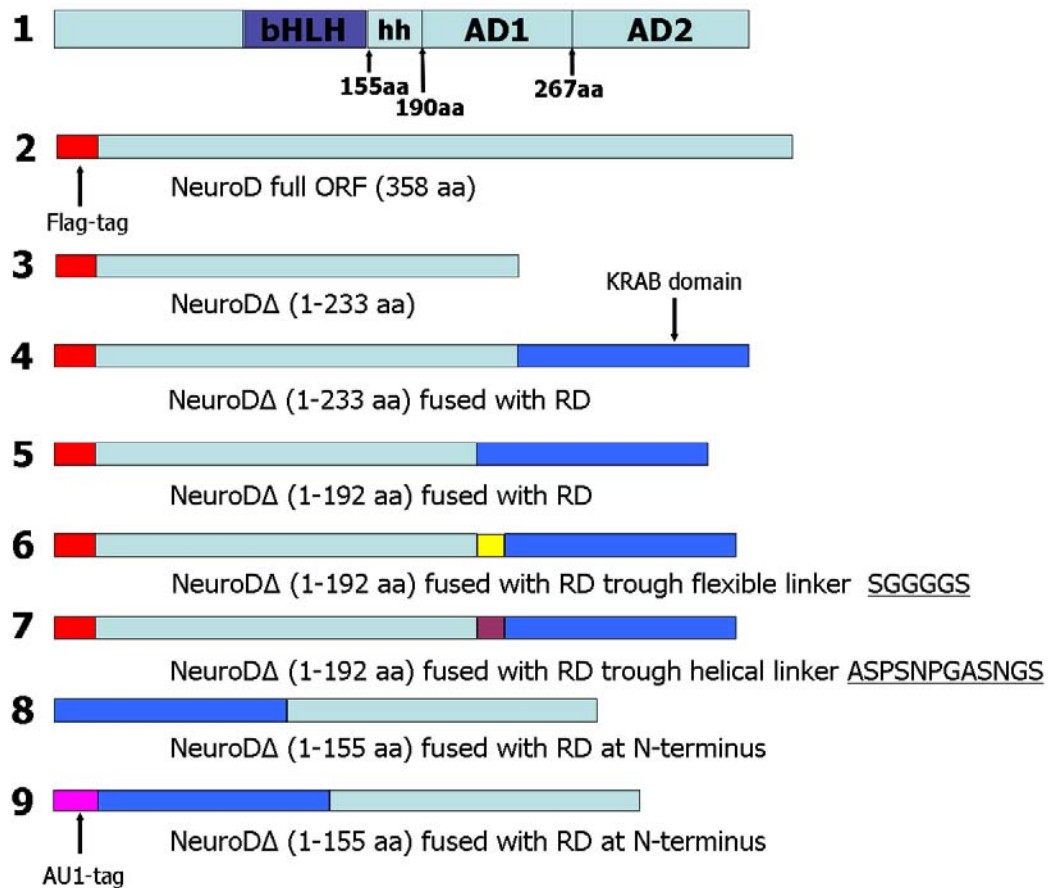 1 bHLH hh AD1 AD2
155aa
190aa
267aa
2
NeuroD full ORF (358 aa)
Flag-tag
3
NeuroDΔ (1-233 aa)
KRAB domain
4
NeuroDΔ (1-233 aa) fused with RD
5
NeuroDΔ (1-192 aa) fused with RD
6
NeuroDΔ (1-192 aa) fused with RD trough flexible linker SGGGGS
7
NeuroDΔ (1-192 aa) fused with RD trough helical linker ASPSNPGASNGS
8
NeuroDΔ (1-155 aa) fused with RD at N-terminus
9
NeuroDΔ (1-155 aa) fused with RD at N-terminus
AU1-tag